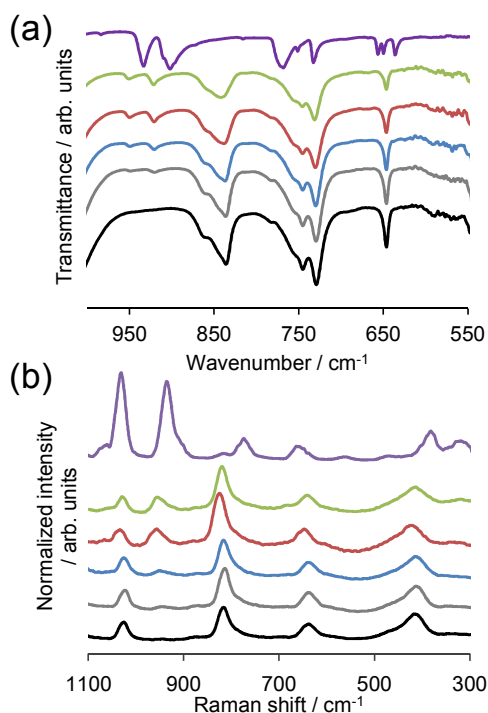 (a)
Transmittance / arb. units
950 850 750 650 550
Wavenumber / cm-1
(b)
Normalized intensity
/ arb. units
1100 900 700 500 300
Raman shift / cm-1